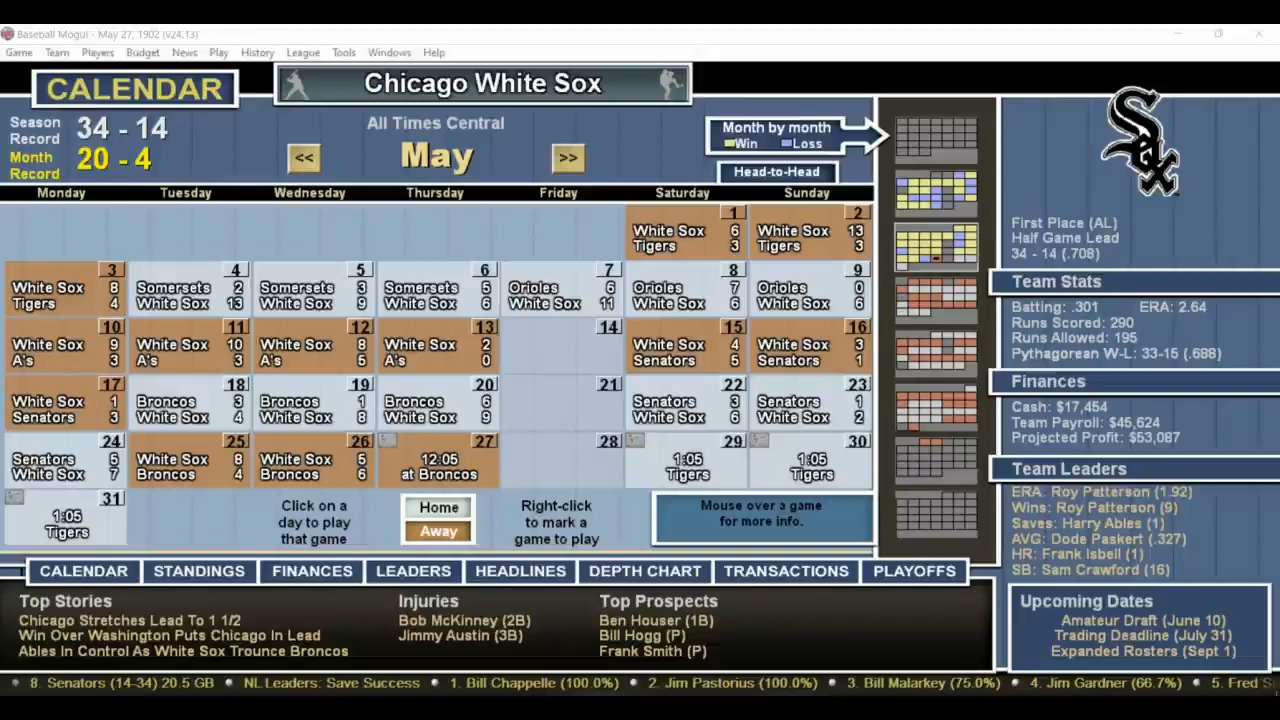 Baseball Mogul - May 27, 1902 (v24.13)
Game Team Players Budget News Play History League Tools Windows Help
CALENDAR
Chicago White Sox
Season Record 34 - 14
Month Record 20 - 4
All Times Central
<< May >>
Month by month
Win Loss
Head-to-Head
Monday Tuesday Wednesday Thursday Friday Saturday Sunday
1 2
White Sox 6 White Sox 13
Tigers 3 Tigers 3
3 4 5 6 7 8 9
White Sox 8 Somersets 2 Somersets 3 Somersets 5 Orioles 6 Orioles 7 Orioles 0
Tigers 4 White Sox 13 White Sox 9 White Sox 6 White Sox 11 White Sox 6 White Sox 6
10 11 12 13 14 15 16
White Sox 9 White Sox 10 White Sox 8 White Sox 2 White Sox 4 White Sox 3
A's 3 A's 3 A's 5 A's 0 Senators 5 Senators 1
17 18 19 20 21 22 23
White Sox 1 Broncos 3 Broncos 1 Broncos 6 Senators 3 Senators 1
Senators 3 White Sox 4 White Sox 8 White Sox 9 White Sox 6 White Sox 2
24 25 26 27 28 29 30
Senators 5 White Sox 8 White Sox 5 12:05 1:05 1:05
White Sox 7 Broncos 4 Broncos 6 at Broncos Tigers Tigers
31
1:05
Tigers
Click on a
day to play
that game
Home
Away
Right-click
to mark a
game to play
Mouse over a game
for more info.
Sox
First Place (AL)
Half Game Lead
34 - 14 (.708)
Team Stats
Batting: .301 ERA: 2.64
Runs Scored: 290
Runs Allowed: 195
Pythagorean W-L: 33-15 (.688)
Finances
Cash: $17,454
Team Payroll: $45,624
Projected Profit: $53,087
Team Leaders
ERA: Roy Patterson (1.92)
Wins: Roy Patterson (9)
Saves: Harry Ables (1)
AVG: Dode Paskert (.327)
HR: Frank Isbell (1)
SB: Sam Crawford (16)
CALENDAR STANDINGS FINANCES LEADERS HEADLINES DEPTH CHART TRANSACTIONS PLAYOFFS
Top Stories
Chicago Stretches Lead To 1 1/2
Win Over Washington Puts Chicago In Lead
Ables In Control As White Sox Trounce Broncos
Injuries
Bob McKinney (2B)
Jimmy Austin (3B)
Top Prospects
Ben Houser (1B)
Bill Hogg (P)
Frank Smith (P)
Upcoming Dates
Amateur Draft (June 10)
Trading Deadline (July 31)
Expanded Rosters (Sept 1)
8. Senators (14-34) 20.5 GB • NL Leaders: Save Success • 1. Bill Chappelle (100.0%) • 2. Jim Pastorius (100.0%) • 3. Bill Malarkey (75.0%) • 4. Jim Gardner (66.7%) • 5. Fred